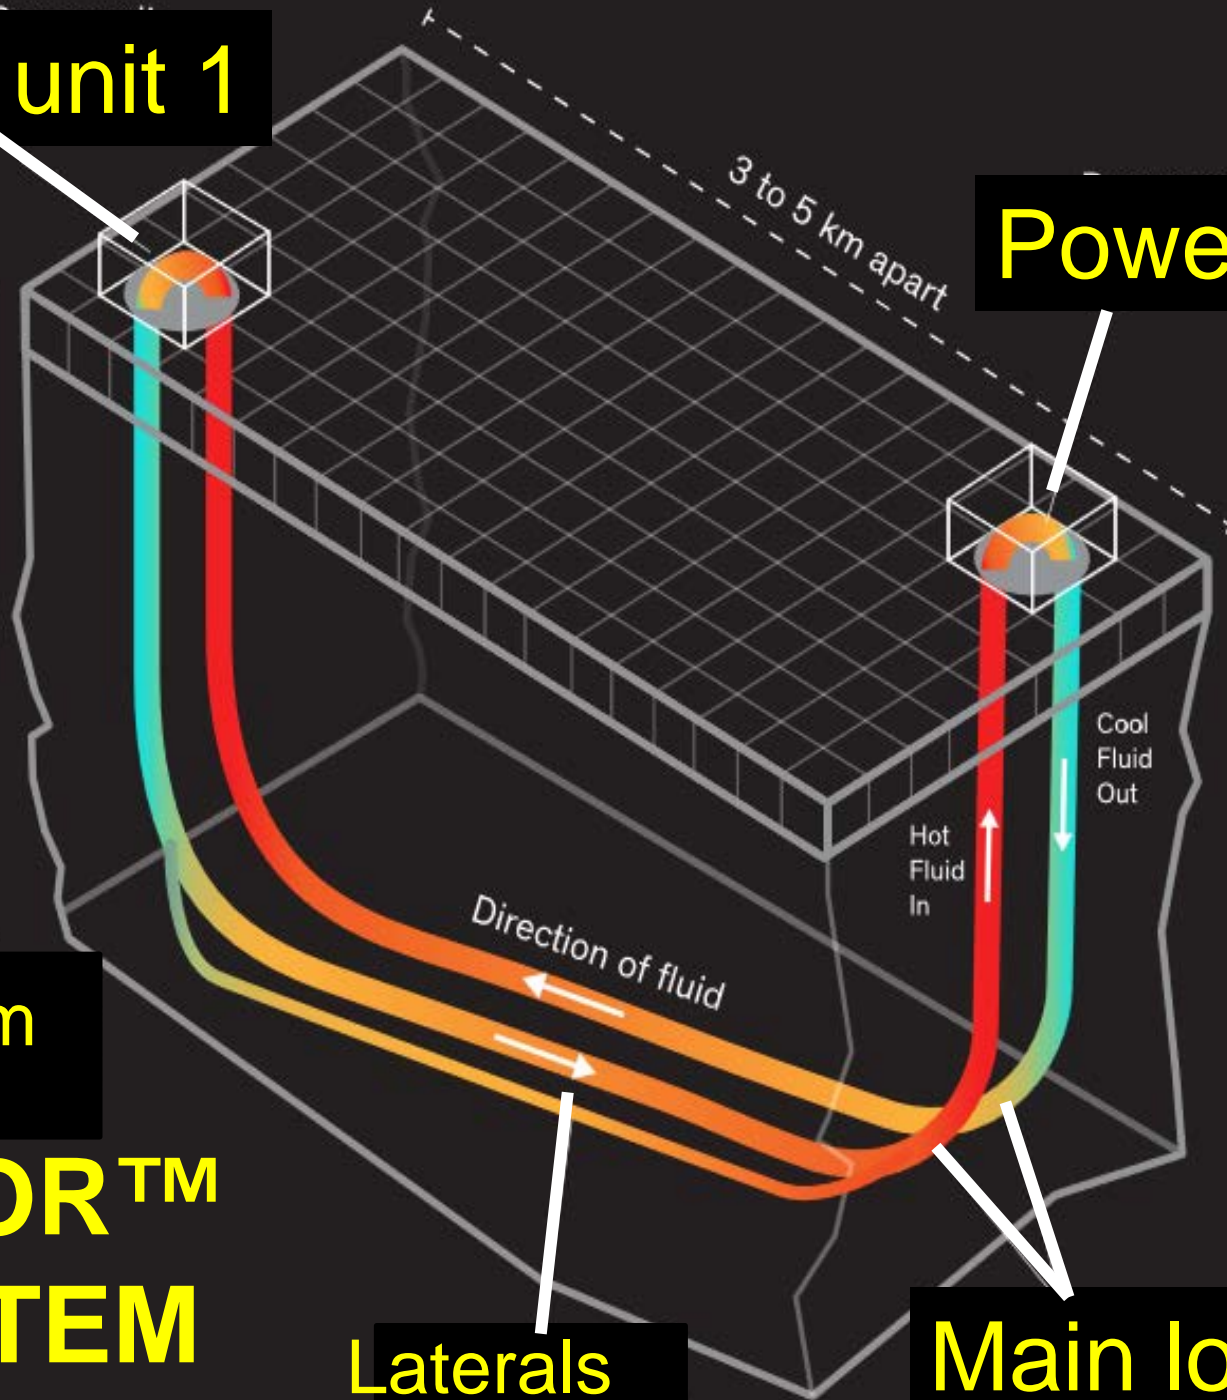 unit 1
3 to 5 km apart
Powe
Cool
Fluid
Out
Hot
Fluid
In
Direction of fluid
m
OR™
TEM
Laterals
Main lo